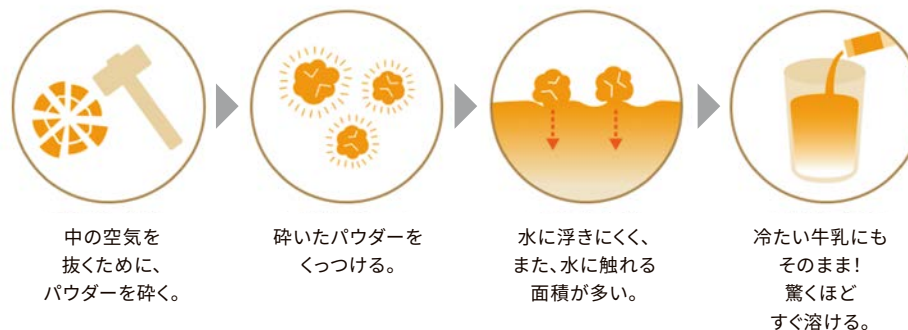 中の空気を
抜くために、
パウダーを砕く。
砕いたパウダーを
くっつける。
水に浮きにくく、
また、水に触れる
面積が多い。
冷たい牛乳にも
そのまま！
驚くほど
すぐ溶ける。